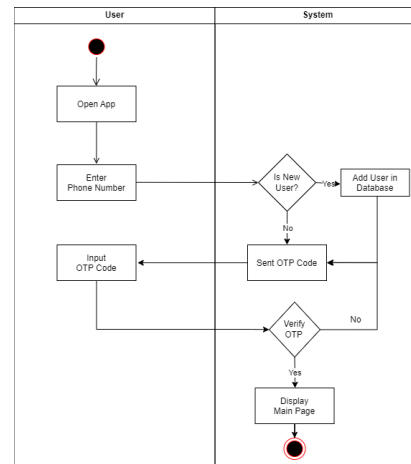 User
System
Open App
Enter
Phone Number
Is New
User?
Yes
Add User in
Database
No
Input
OTP Code
Sent OTP Code
Verify
OTP
No
Yes
Display
Main Page